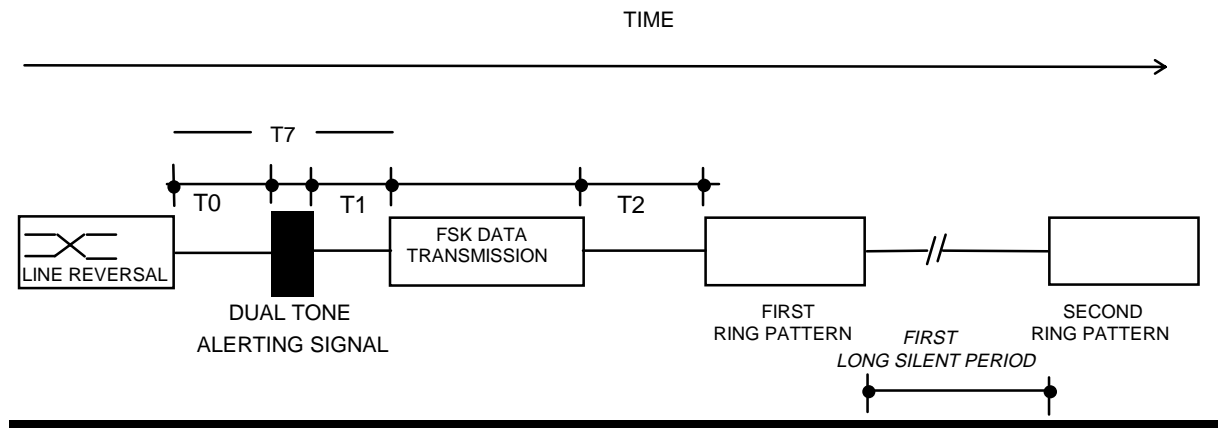 TIME
T7
T0
T1
T2
LINE REVERSAL
FSK DATA
TRANSMISSION
DUAL TONE
ALERTING SIGNAL
FIRST
RING PATTERN
SECOND
RING PATTERN
FIRST
LONG SILENT PERIOD